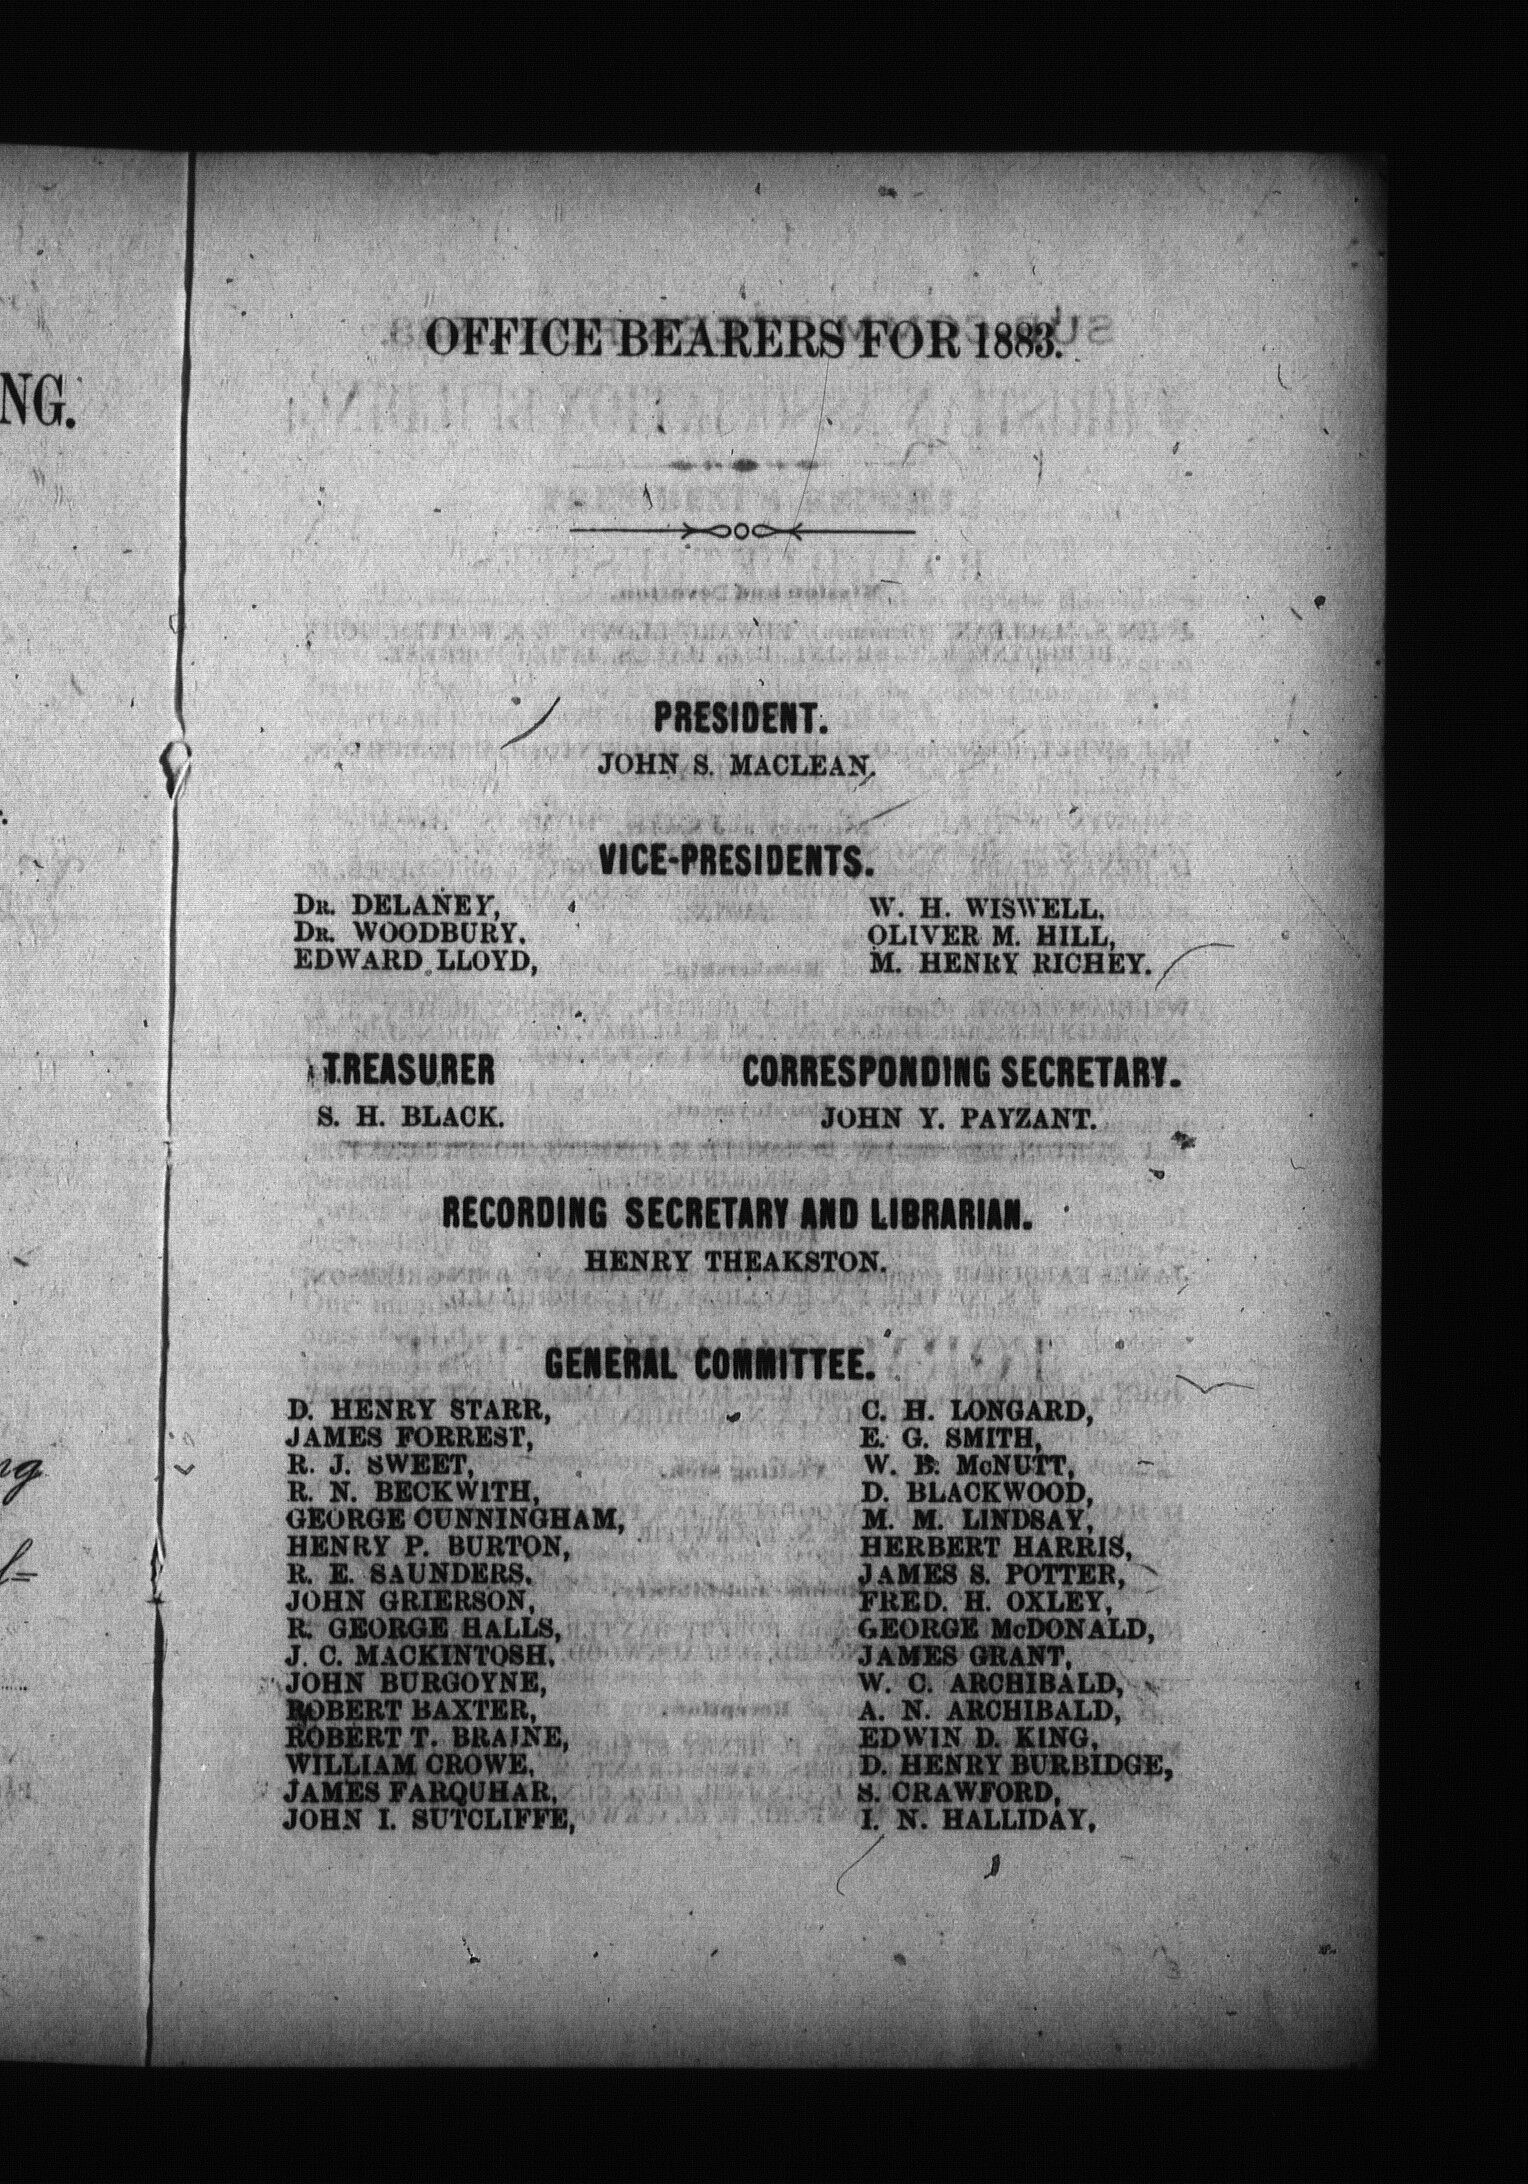 NG.
OFFICE BEARERS FOR 1883.
PRESIDENT.
JOHN S. MACLEAN.
VICE-PRESIDENTS.
DR. DELANEY,
DR. WOODBURY.
EDWARD LLOYD,
W. H. WISWELL,
OLIVER M. HILL,
M. HENRY RICHEY.
TREASURER
S. H. BLACK.
CORRESPONDING SECRETARY.
JOHN Y. PAYZANT.
RECORDING SECRETARY AND LIBRARIAN.
HENRY THEAKSTON.
GENERAL COMMITTEE.
D. HENRY STARR,
JAMES FORREST,
R. J. SWEET,
R. N. BECKWITH,
GEORGE CUNNINGHAM,
HENRY P. BURTON,
R. E. SAUNDERS.
JOHN GRIERSON,
R. GEORGE HALLS,
J. C. MACKINTOSH,
JOHN BURGOYNE,
ROBERT BAXTER,
ROBERT T. BRAINE,
WILLIAM CROWE,
JAMES FARQUHAR,
JOHN I. SUTCLIFFE,
C. H. LONGARD,
E. G. SMITH,
W. B. McNUTT,
D. BLACKWOOD,
M. M. LINDSAY,
HERBERT HARRIS,
JAMES S. POTTER,
FRED. H. OXLEY,
GEORGE McDONALD,
JAMES GRANT,
W. C. ARCHIBALD,
A. N. ARCHIBALD,
EDWIN D. KING,
D. HENRY BURBIDGE,
S. CRAWFORD,
I. N. HALLIDAY,